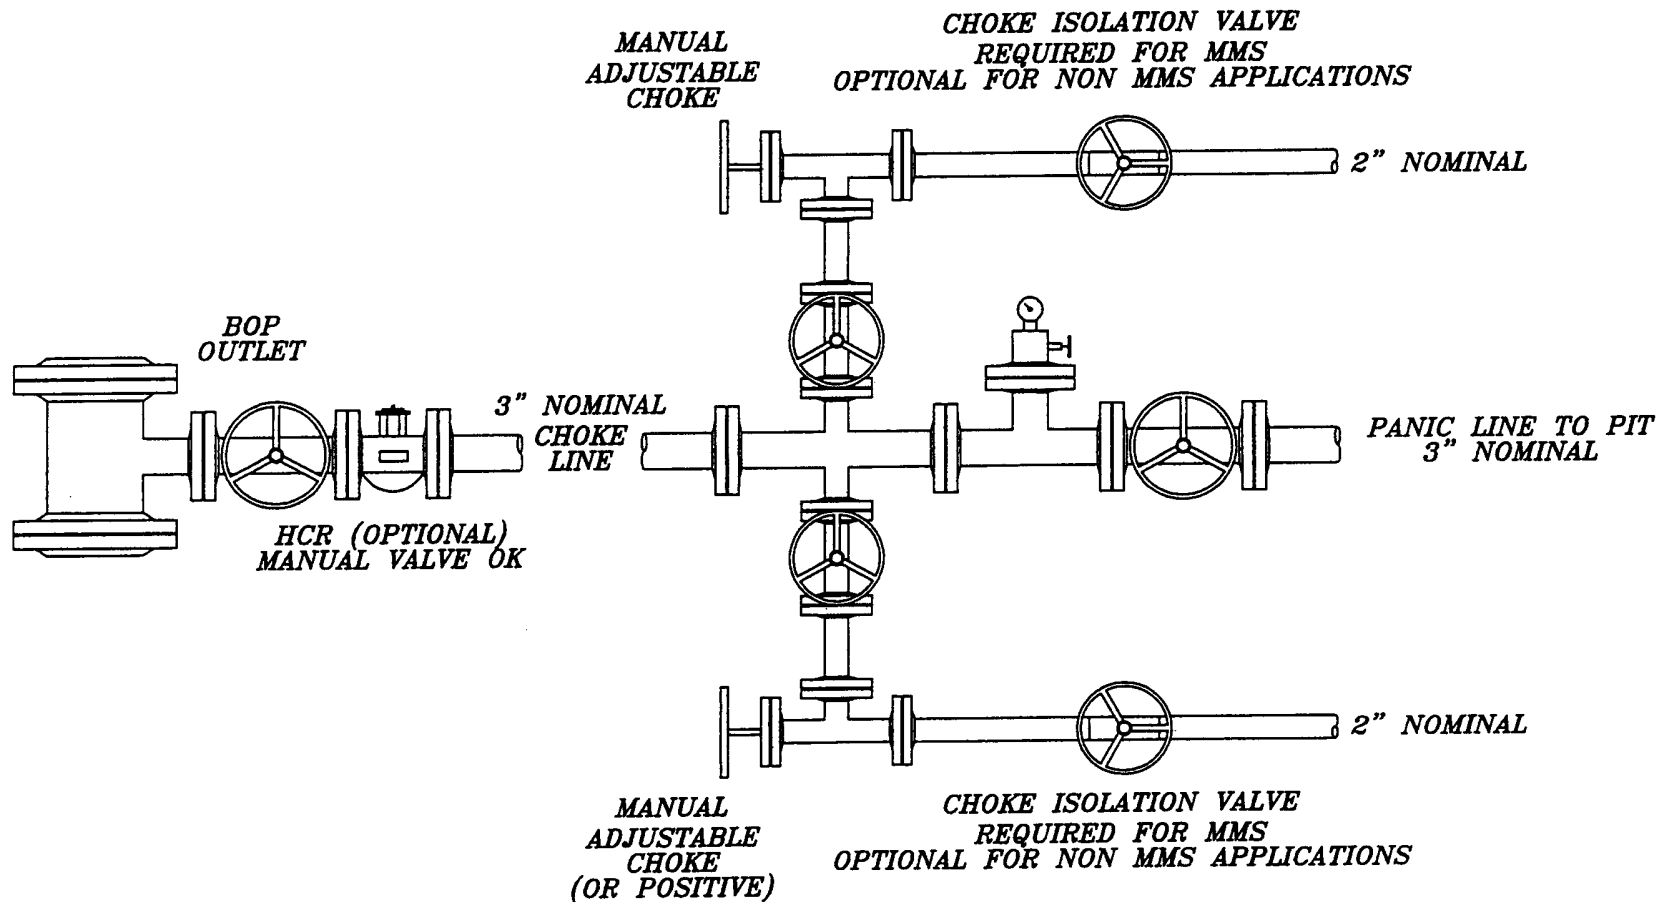 MANUAL
ADJUSTABLE
CHOKE
CHOKE ISOLATION VALVE
REQUIRED FOR MMS
OPTIONAL FOR NON MMS APPLICATIONS
2" NOMINAL
BOP
OUTLET
3" NOMINAL
CHOKE
LINE
PANIC LINE TO PIT
3" NOMINAL
HCR (OPTIONAL)
MANUAL VALVE OK
2" NOMINAL
MANUAL
ADJUSTABLE
CHOKE
(OR POSITIVE)
CHOKE ISOLATION VALVE
REQUIRED FOR MMS
OPTIONAL FOR NON MMS APPLICATIONS